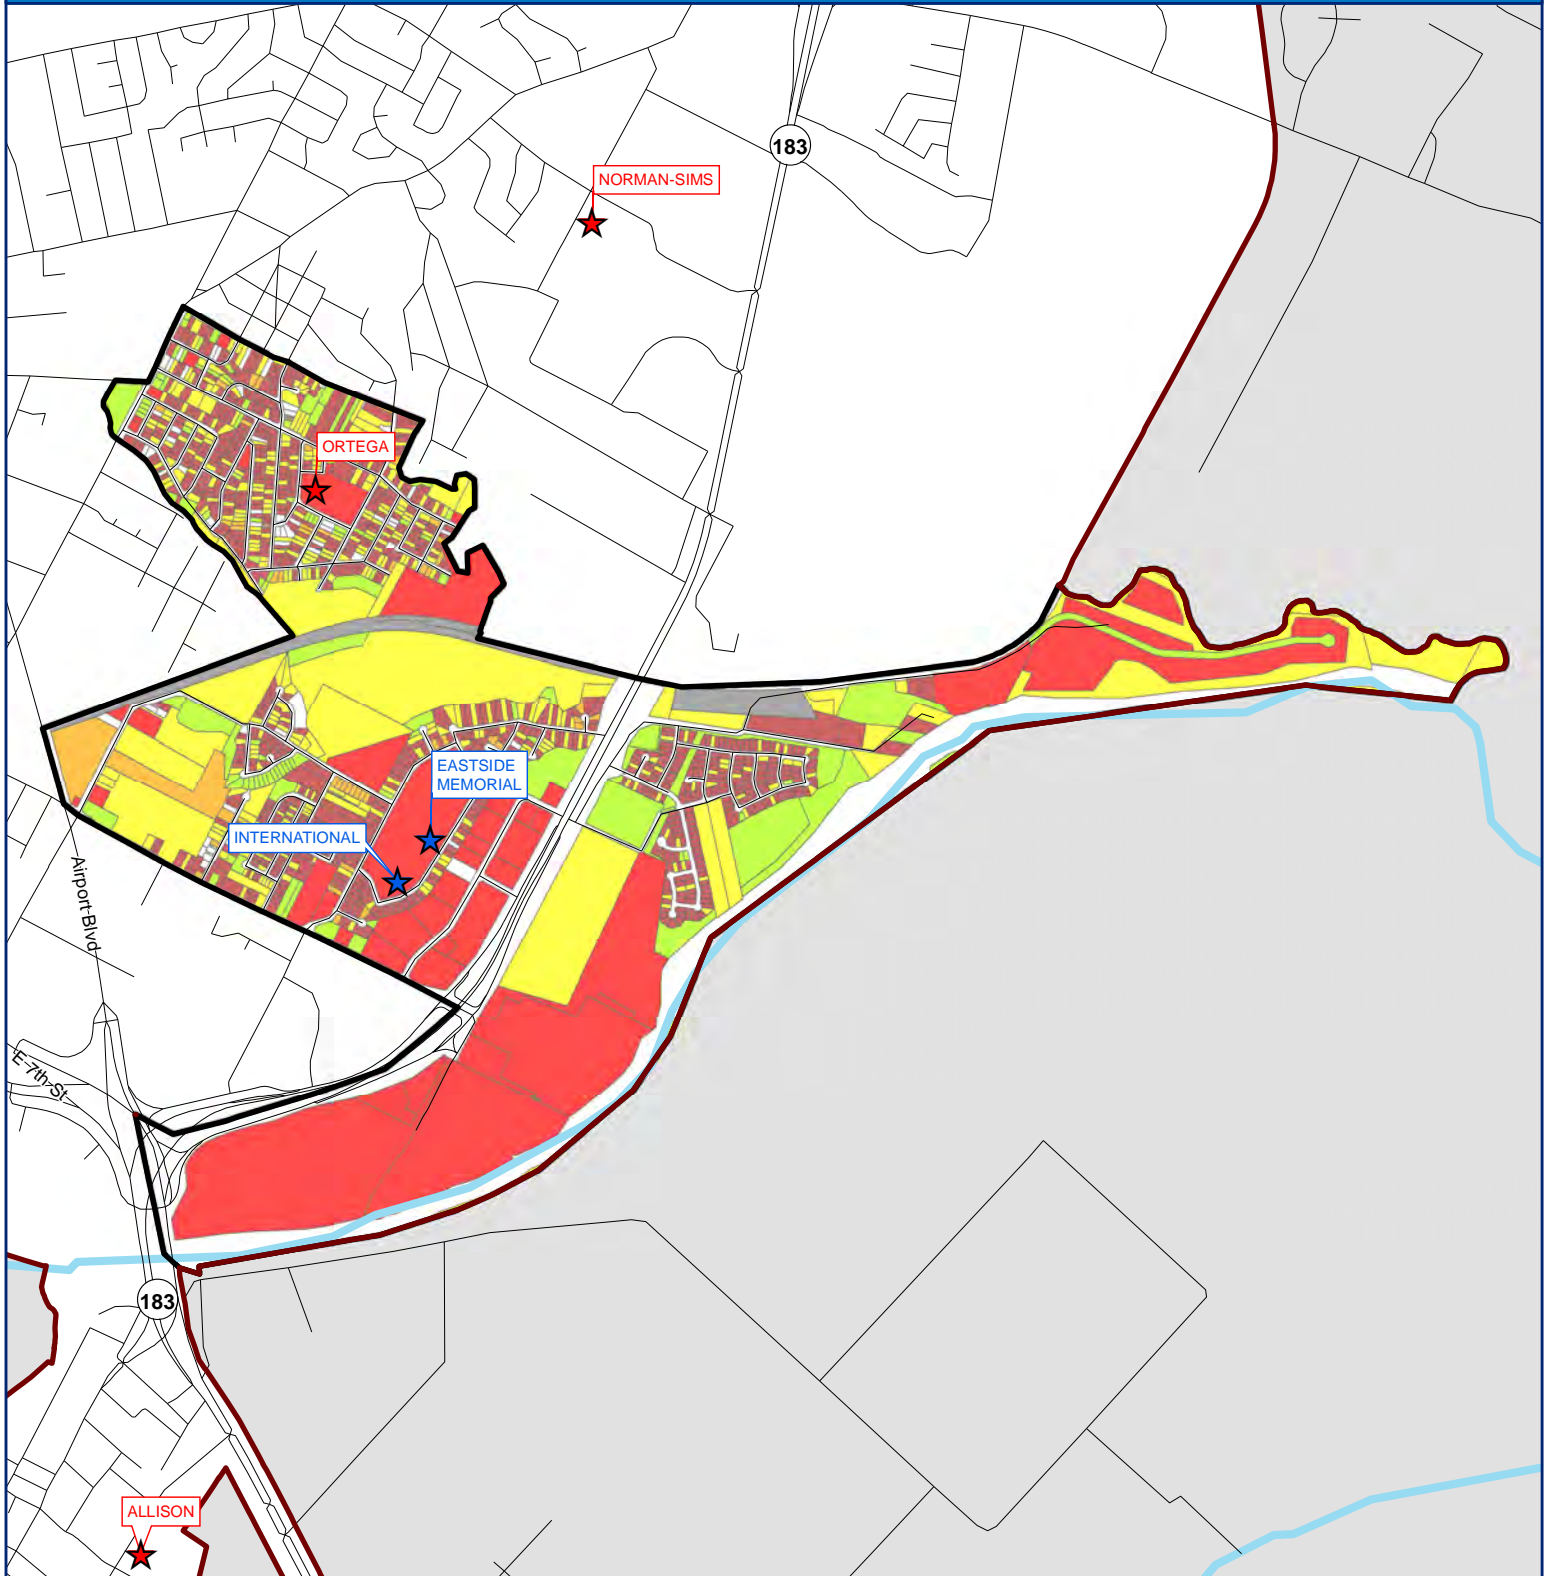 183
NORMAN-SIMS
ORTEGA
EASTSIDE
MEMORIAL
INTERNATIONAL
Airport Blvd
E 7th St
183
ALLISON